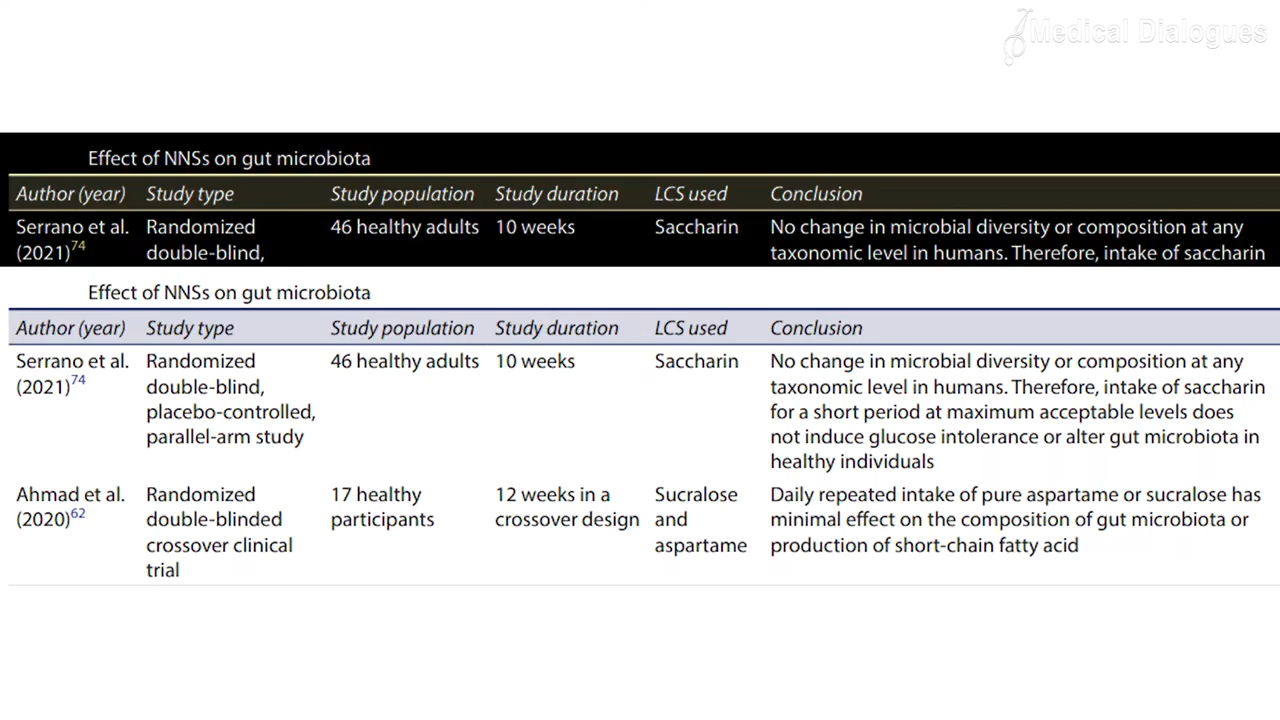 Medical Dialogues
Effect of NNSs on gut microbiota
Author (year) Study type Study population Study duration LCS used Conclusion
Serrano et al. Randomized 46 healthy adults 10 weeks Saccharin No change in microbial diversity or composition at any
(2021)74 double-blind, taxonomic level in humans. Therefore, intake of saccharin
Effect of NNSs on gut microbiota
Author (year) Study type Study population Study duration LCS used Conclusion
Serrano et al. Randomized 46 healthy adults 10 weeks Saccharin No change in microbial diversity or composition at any
(2021)74 double-blind, taxonomic level in humans. Therefore, intake of saccharin
placebo-controlled, for a short period at maximum acceptable levels does
parallel-arm study not induce glucose intolerance or alter gut microbiota in
healthy individuals
Ahmad et al. Randomized 17 healthy 12 weeks in a Sucralose Daily repeated intake of pure aspartame or sucralose has
(2020)62 double-blinded participants crossover design and minimal effect on the composition of gut microbiota or
crossover clinical aspartame production of short-chain fatty acid
trial